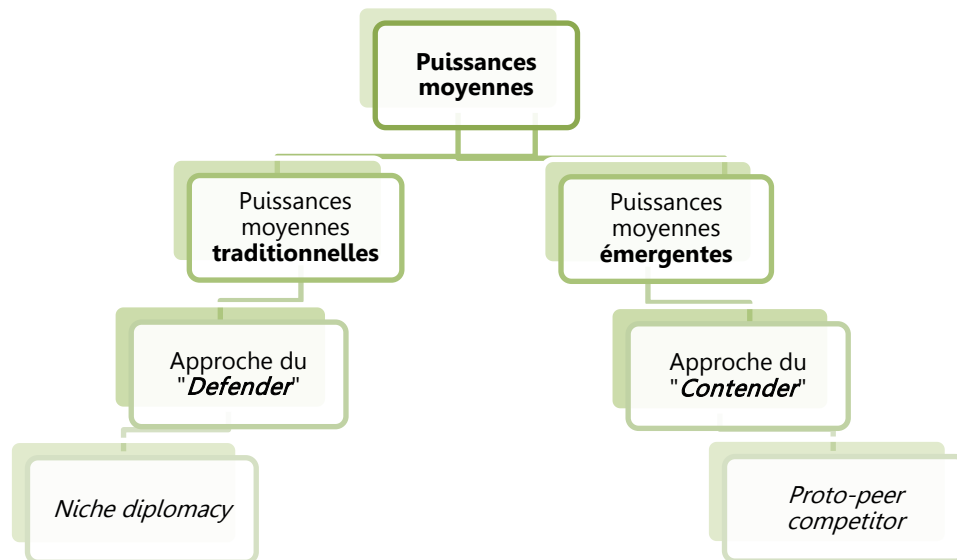 Puissances
moyennes
Puissances
moyennes
traditionnelles
Puissances
moyennes
émergentes
Approche du
"Defender"
Approche du
"Contender"
Niche diplomacy
Proto-peer
competitor